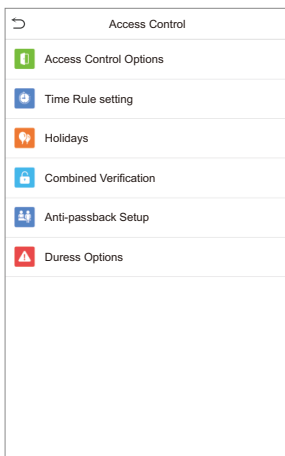 Access Control
Access Control Options
Time Rule setting
Holidays
Combined Verification
Anti-passback Setup
Duress Options